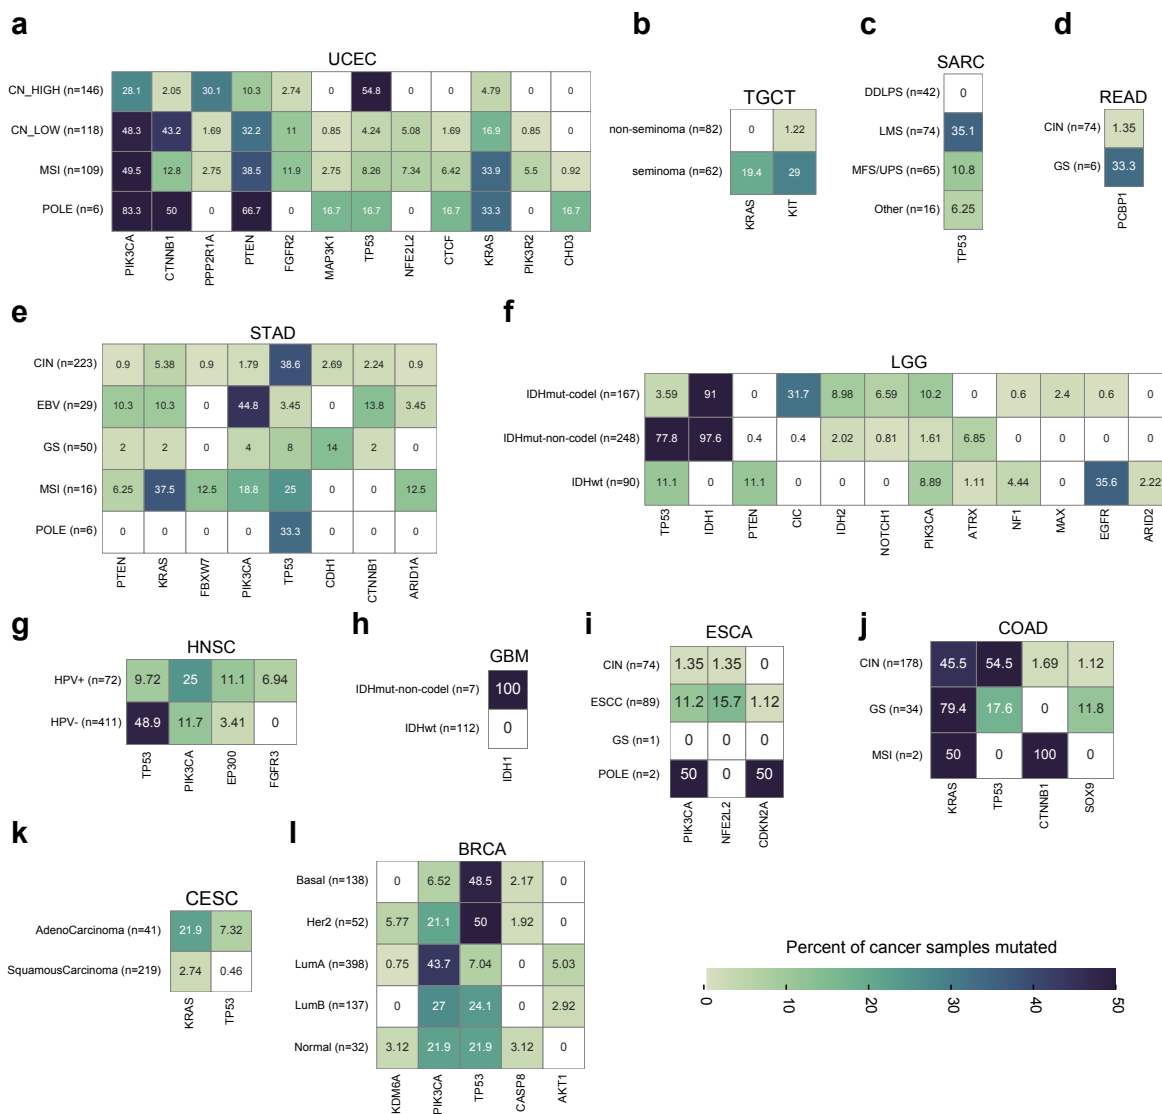 a
UCEC
CN_HIGH (n=146) 28.1 2.05 30.1 10.3 2.74 0 54.8 0 0 4.79 0 0
CN_LOW (n=118) 48.3 43.2 1.69 32.2 11 0.85 4.24 5.08 1.69 16.9 0.85 0
MSI (n=109) 49.5 12.8 2.75 38.5 11.9 2.75 8.26 7.34 6.42 33.9 5.5 0.92
POLE (n=6) 83.3 50 0 66.7 0 16.7 16.7 0 16.7 33.3 0 16.7
PIK3CA CTNNB1 PPP2R1A PTEN FGFR2 MAP3K1 TP53 NFE2L2 CTCF KRAS PIK3R2 CHD3
b
TGCT
non-seminoma (n=82) 0 1.22
seminoma (n=62) 19.4 29
KRAS KIT
c
SARC
DDLPS (n=42) 0
LMS (n=74) 35.1
MFS/UPS (n=65) 10.8
Other (n=16) 6.25
TP53
d
READ
CIN (n=74) 1.35
GS (n=6) 33.3
PCBP1
e
STAD
CIN (n=223) 0.9 5.38 0.9 1.79 38.6 2.69 2.24 0.9
EBV (n=29) 10.3 10.3 0 44.8 3.45 0 13.8 3.45
GS (n=50) 2 2 0 4 8 14 2 0
MSI (n=16) 6.25 37.5 12.5 18.8 25 0 0 12.5
POLE (n=6) 0 0 0 0 33.3 0 0 0
PTEN KRAS FBXW7 PIK3CA TP53 CDH1 CTNNB1 ARID1A
f
LGG
IDHmut-codel (n=167) 3.59 91 0 31.7 8.98 6.59 10.2 0 0.6 2.4 0.6 0
IDHmut-non-codel (n=248) 77.8 97.6 0.4 0.4 2.02 0.81 1.61 6.85 0 0 0 0
IDHwt (n=90) 11.1 0 11.1 0 0 0 8.89 1.11 4.44 0 35.6 2.22
TP53 IDH1 PTEN CIC IDH2 NOTCH1 PIK3CA ATRX NF1 MAX EGFR ARID2
g
HNSC
HPV+ (n=72) 9.72 25 11.1 6.94
HPV- (n=411) 48.9 11.7 3.41 0
TP53 PIK3CA EP300 FGFR3
h
GBM
IDHmut-non-codel (n=7) 100
IDHwt (n=112) 0
IDH1
i
ESCA
CIN (n=74) 1.35 1.35 0
ESCC (n=89) 11.2 15.7 1.12
GS (n=1) 0 0 0
POLE (n=2) 50 0 50
PIK3CA NFE2L2 CDKN2A
j
COAD
CIN (n=178) 45.5 54.5 1.69 1.12
GS (n=34) 79.4 17.6 0 11.8
MSI (n=2) 50 0 100 0
KRAS TP53 CTNNB1 SOX9
k
CESC
AdenoCarcinoma (n=41) 21.9 7.32
SquamousCarcinoma (n=219) 2.74 0.46
KRAS TP53
l
BRCA
Basal (n=138) 0 6.52 48.5 2.17 0
Her2 (n=52) 5.77 21.1 50 1.92 0
LumA (n=398) 0.75 43.7 7.04 0 5.03
LumB (n=137) 0 27 24.1 0 2.92
Normal (n=32) 3.12 21.9 21.9 3.12 0
KDM6A PIK3CA TP53 CASP8 AKT1
Percent of cancer samples mutated
0 10 20 30 40 50